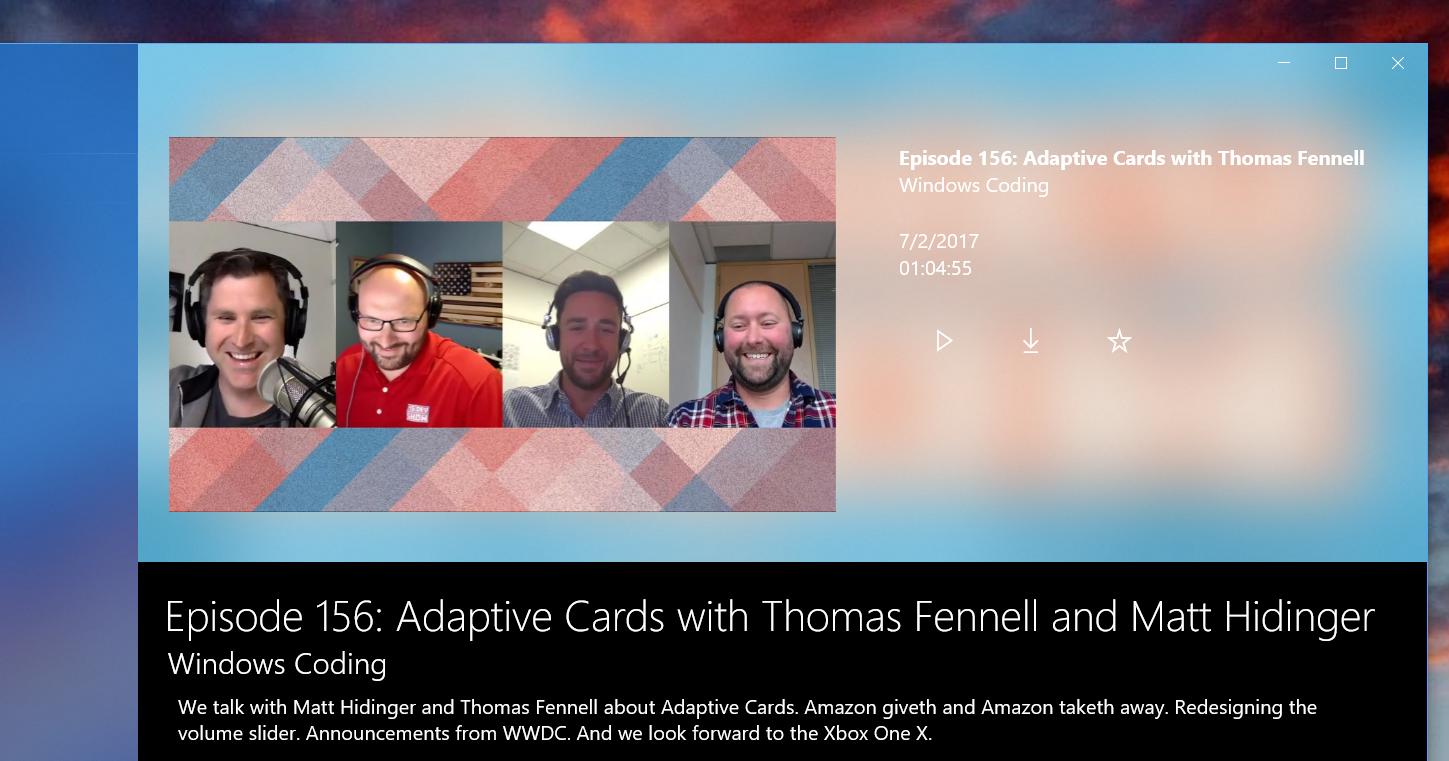 Episode 156: Adaptive Cards with Thomas Fennell
Windows Coding
7/2/2017
01:04:55
Episode 156: Adaptive Cards with Thomas Fennell and Matt Hidinger
Windows Coding
We talk with Matt Hidinger and Thomas Fennell about Adaptive Cards. Amazon giveth and Amazon taketh away. Redesigning the
volume slider. Announcements from WWDC. And we look forward to the Xbox One X.